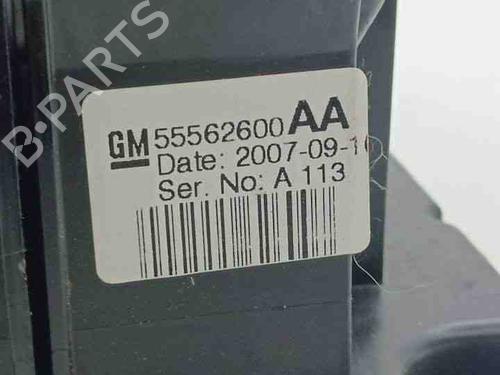 B-PARTS
GM 55562600 AA
Date: 2007-09-1
Ser. No: A 113